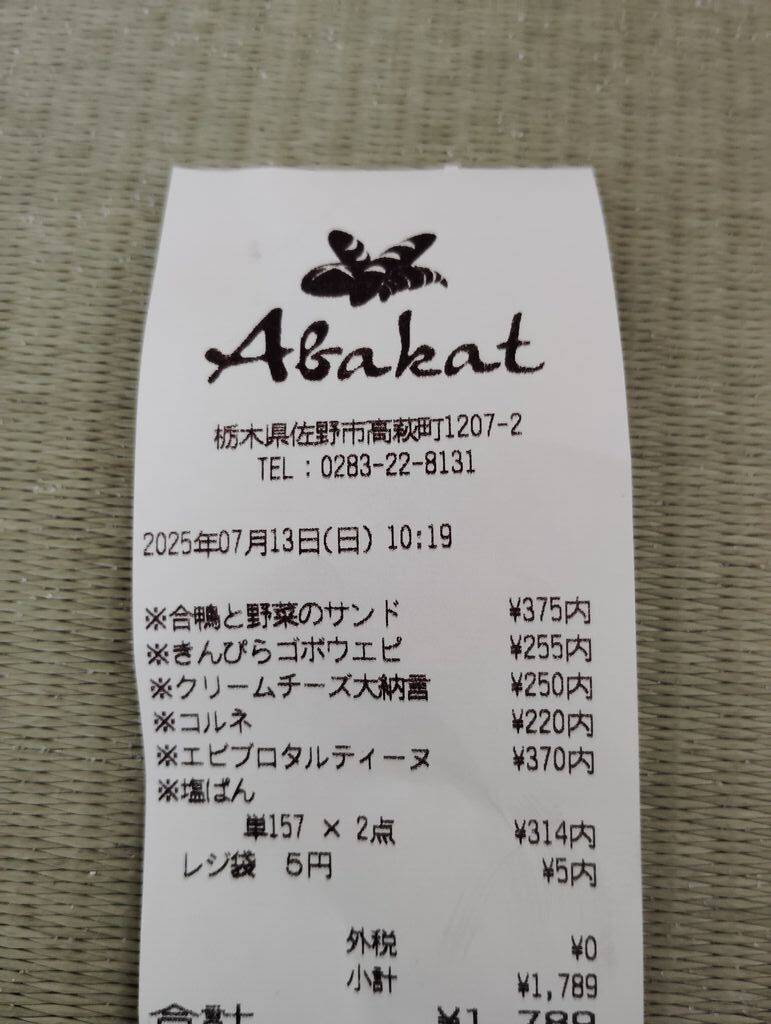 Abakat
栃木県佐野市高萩町1207-2
TEL : 0283-22-8131
2025年07月13日(日) 10:19
※合鴨と野菜のサンド ¥375内
※きんぴらゴボウエピ ¥255内
※クリームチーズ大納言 ¥250内
※コルネ ¥220内
※エピプロタルティーヌ ¥370内
※塩ぱん
単157 × 2点 ¥314内
レジ袋 5円 ¥5内
外税 ¥0
小計 ¥1,789
合計 ¥1,789